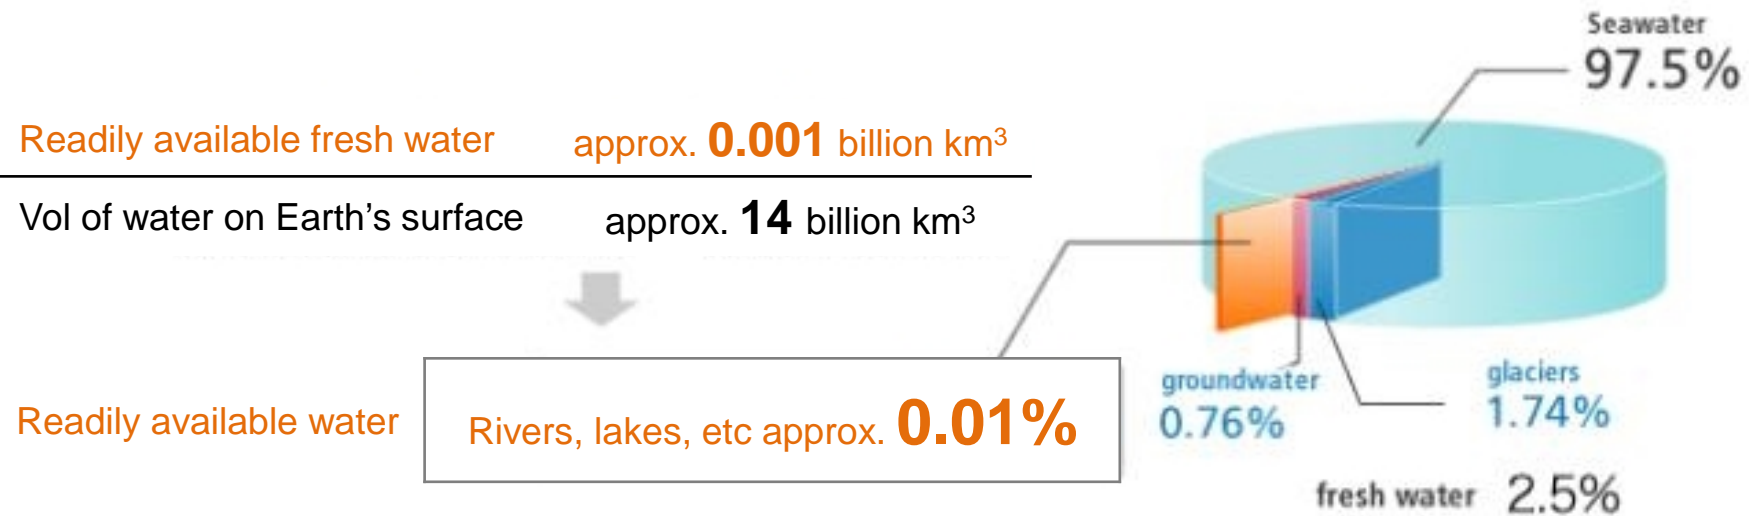 Seawater
97.5%
Readily available fresh water approx. 0.001 billion km³
Vol of water on Earth’s surface approx. 14 billion km³
Readily available water
Rivers, lakes, etc approx. 0.01%
groundwater
0.76%
glaciers
1.74%
fresh water 2.5%